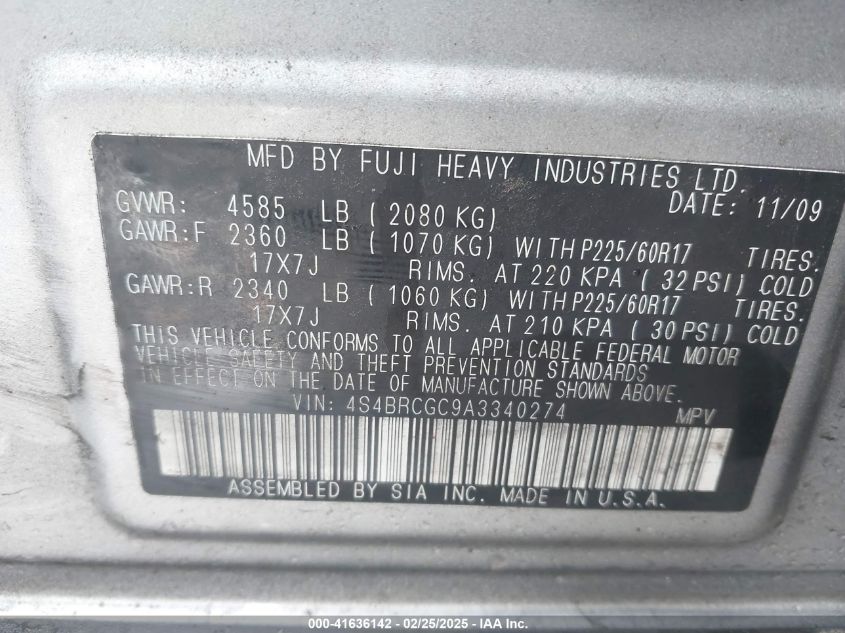 MFD BY FUJI HEAVY INDUSTRIES LTD.
DATE: 11/09
GVWR: 4585 LB ( 2080 KG)
GAWR:F 2360 LB ( 1070 KG) WITH P225/60R17 TIRES.
17X7J RIMS. AT 220 KPA ( 32 PSI) COLD
GAWR:R 2340 LB ( 1060 KG) WITH P225/60R17 TIRES.
17X7J RIMS. AT 210 KPA ( 30 PSI) COLD
THIS VEHICLE CONFORMS TO ALL APPLICABLE FEDERAL MOTOR
VEHICLE SAFETY AND THEFT PREVENTION STANDARDS
IN EFFECT ON THE DATE OF MANUFACTURE SHOWN ABOVE.
VIN: 4S4BRCGC9A3340274 MPV
ASSEMBLED BY SIA INC. MADE IN U.S.A.
000-41636142 - 02/25/2025 - IAA Inc.